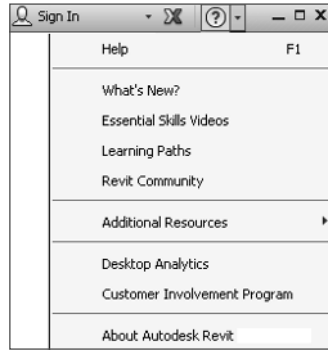 Sign In
Help F1
What's New?
Essential Skills Videos
Learning Paths
Revit Community
Additional Resources
Desktop Analytics
Customer Involvement Program
About Autodesk Revit